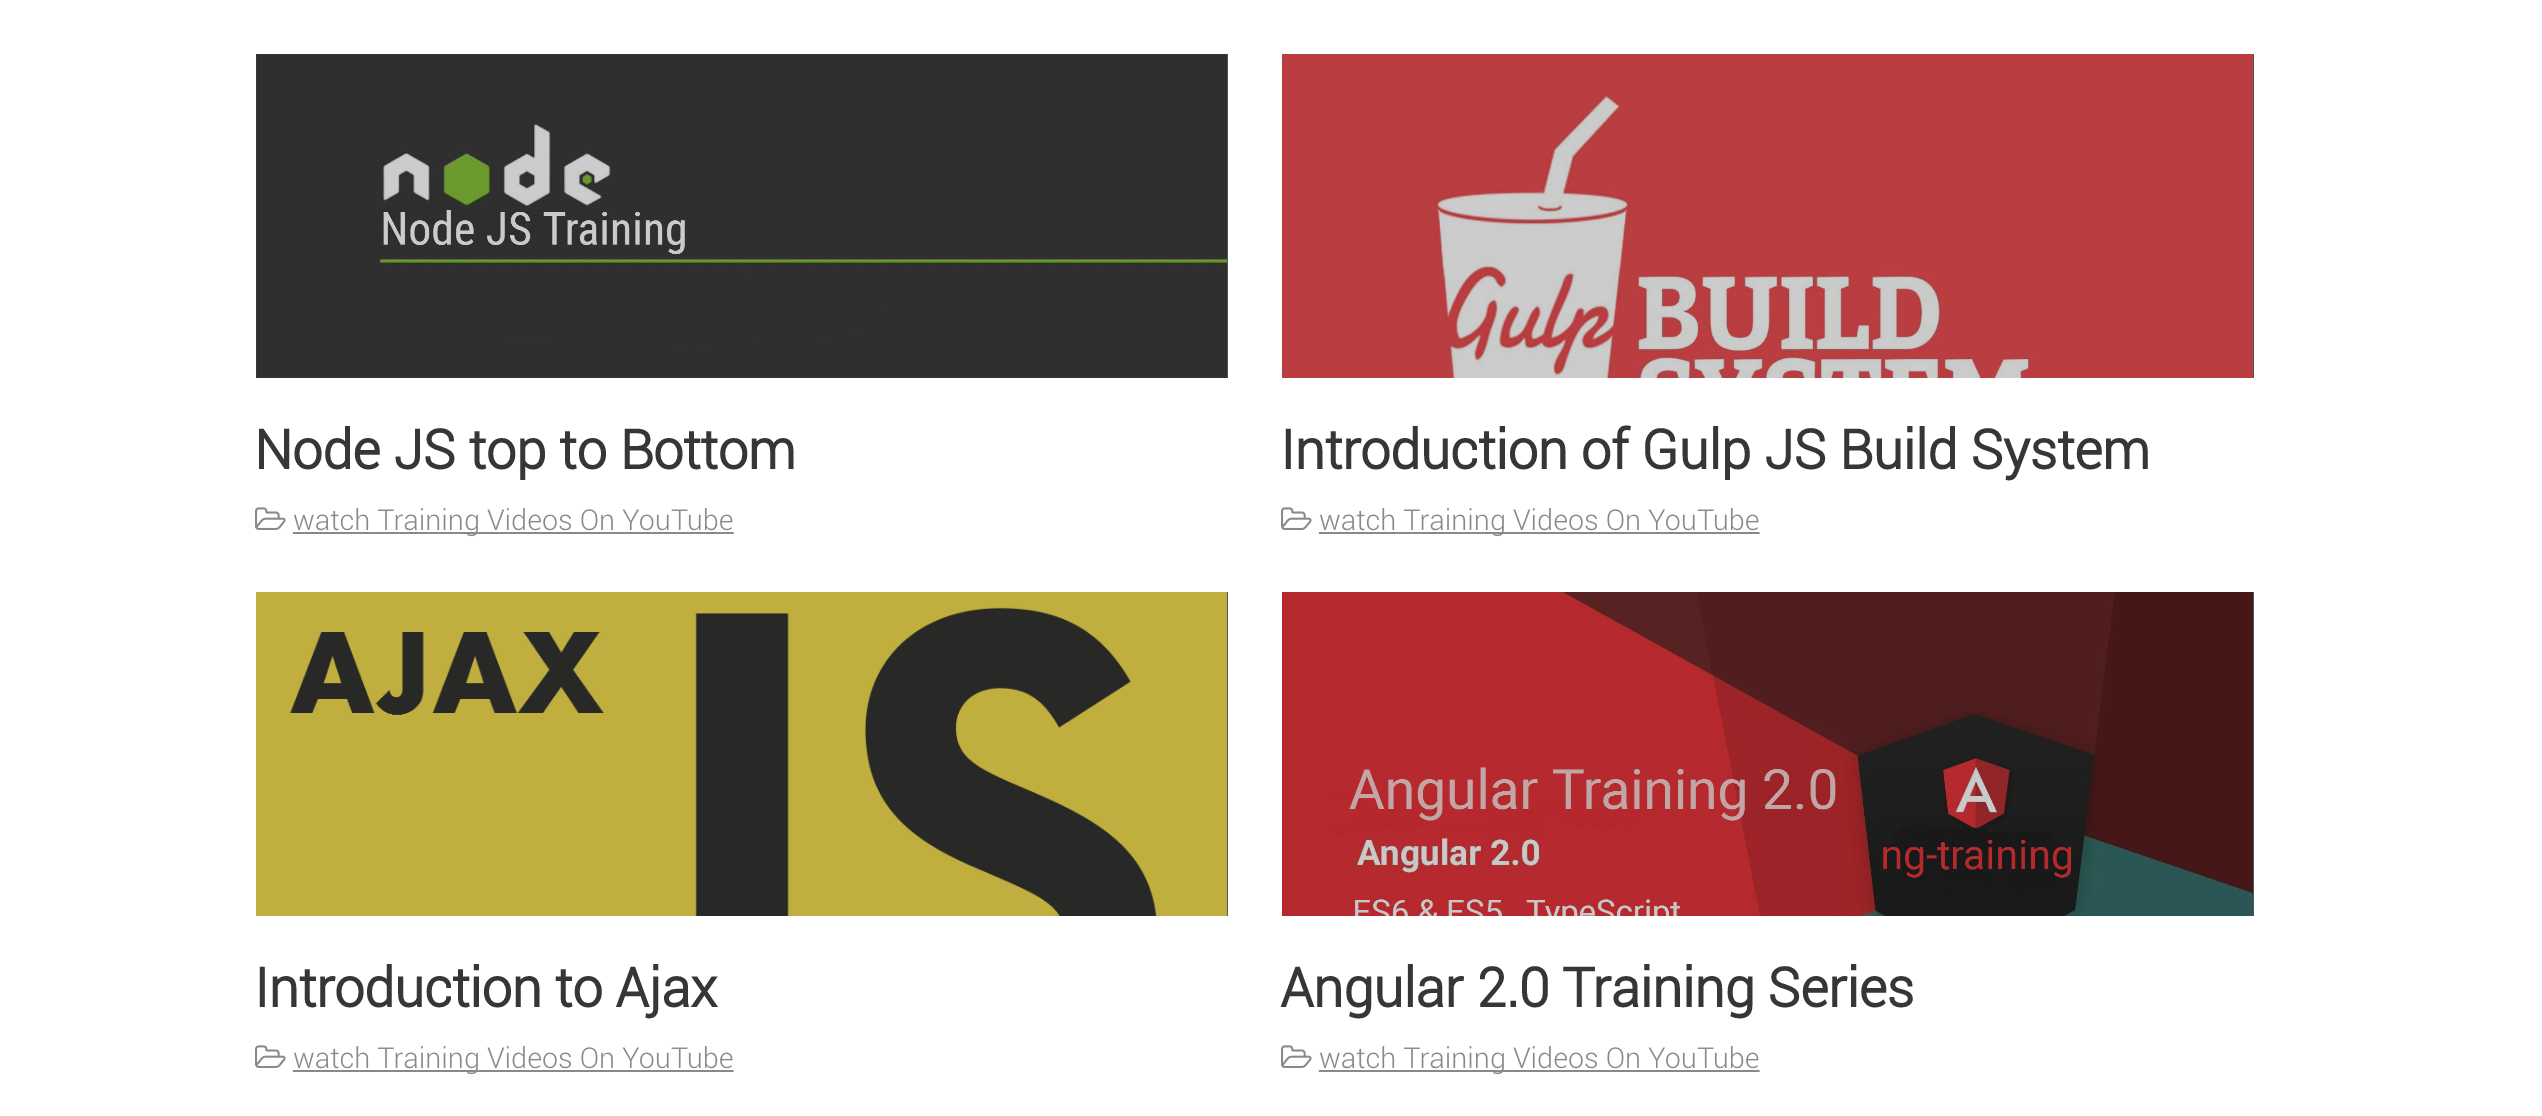 node
Node JS Training
Gulp BUILD
SYSTEM
Node JS top to Bottom
watch Training Videos On YouTube
Introduction of Gulp JS Build System
watch Training Videos On YouTube
AJAX
JS
Angular Training 2.0
Angular 2.0
ES6 & ES5 TypeScript
A
ng-training
Introduction to Ajax
watch Training Videos On YouTube
Angular 2.0 Training Series
watch Training Videos On YouTube